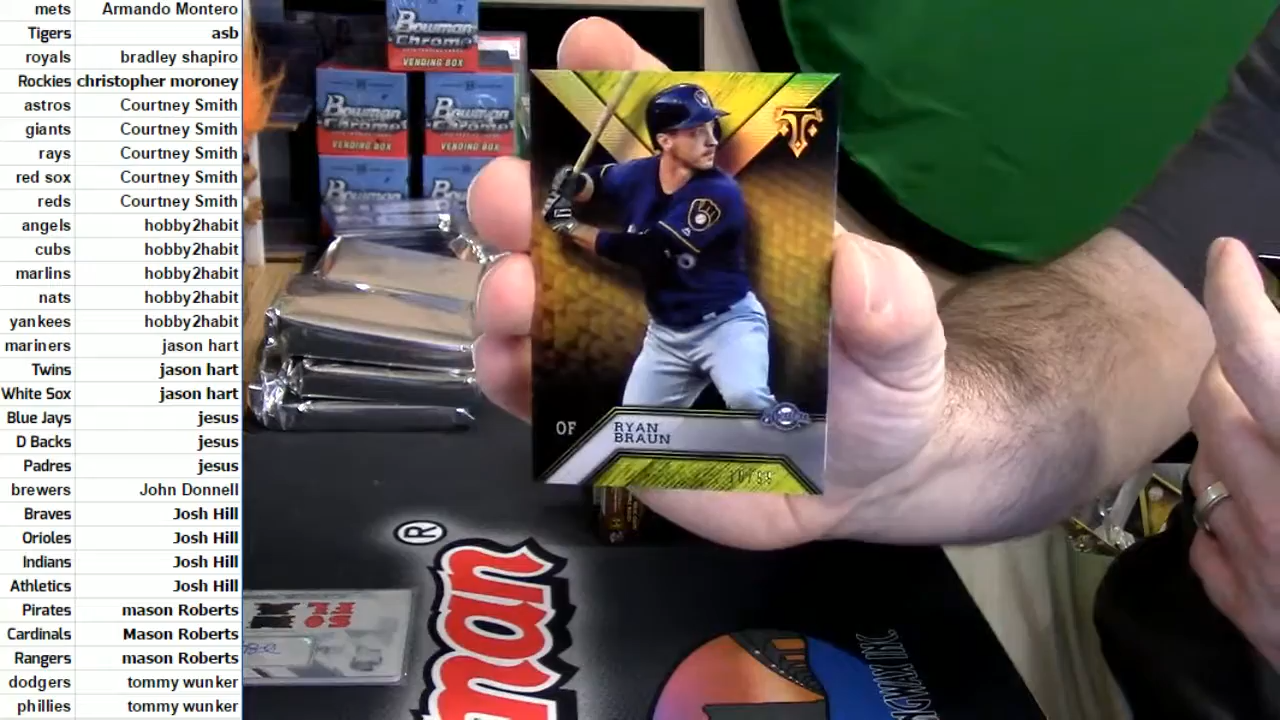 mets Armando Montero
Tigers asb
royals bradley shapiro
Rockies christopher moroney
astros Courtney Smith
giants Courtney Smith
rays Courtney Smith
red sox Courtney Smith
reds Courtney Smith
angels hobby2habit
cubs hobby2habit
marlins hobby2habit
nats hobby2habit
yankees hobby2habit
mariners jason hart
Twins jason hart
White Sox jason hart
Blue Jays jesus
D Backs jesus
Padres jesus
brewers John Donnell
Braves Josh Hill
Orioles Josh Hill
Indians Josh Hill
Athletics Josh Hill
Pirates mason Roberts
Cardinals Mason Roberts
Rangers mason Roberts
dodgers tommy wunker
phillies tommy wunker
Bowman
Chrome
VENDING BOX
Bowman
Chrome
VENDING BOX
Bowman
Chrome
VENDING BOX
Bowman
Bowman
OF
RYAN
BRAUN
®
man